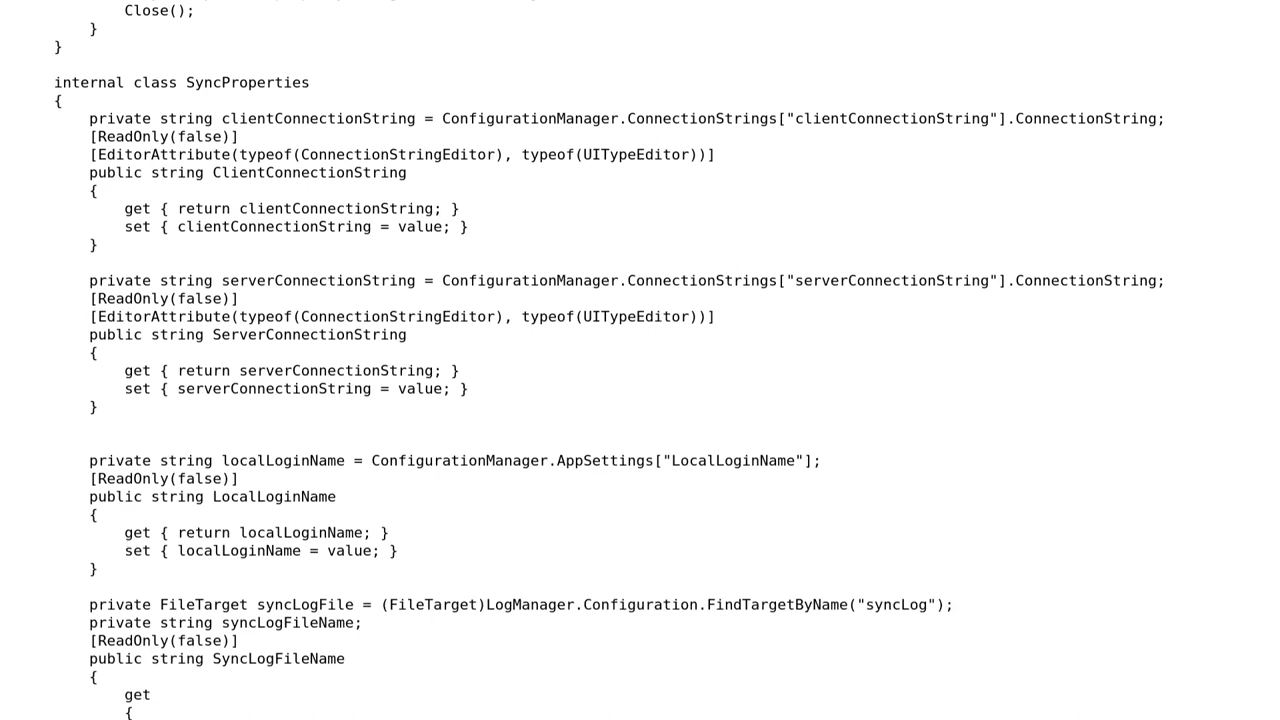 Close();
}
}
internal class SyncProperties
{
private string clientConnectionString = ConfigurationManager.ConnectionStrings["clientConnectionString"].ConnectionString;
[ReadOnly(false)]
[EditorAttribute(typeof(ConnectionStringEditor), typeof(UITypeEditor))]
public string ClientConnectionString
{
get { return clientConnectionString; }
set { clientConnectionString = value; }
}
private string serverConnectionString = ConfigurationManager.ConnectionStrings["serverConnectionString"].ConnectionString;
[ReadOnly(false)]
[EditorAttribute(typeof(ConnectionStringEditor), typeof(UITypeEditor))]
public string ServerConnectionString
{
get { return serverConnectionString; }
set { serverConnectionString = value; }
}
private string localLoginName = ConfigurationManager.AppSettings["LocalLoginName"];
[ReadOnly(false)]
public string LocalLoginName
{
get { return localLoginName; }
set { localLoginName = value; }
}
private FileTarget syncLogFile = (FileTarget)LogManager.Configuration.FindTargetByName("syncLog");
private string syncLogFileName;
[ReadOnly(false)]
public string SyncLogFileName
{
get
{